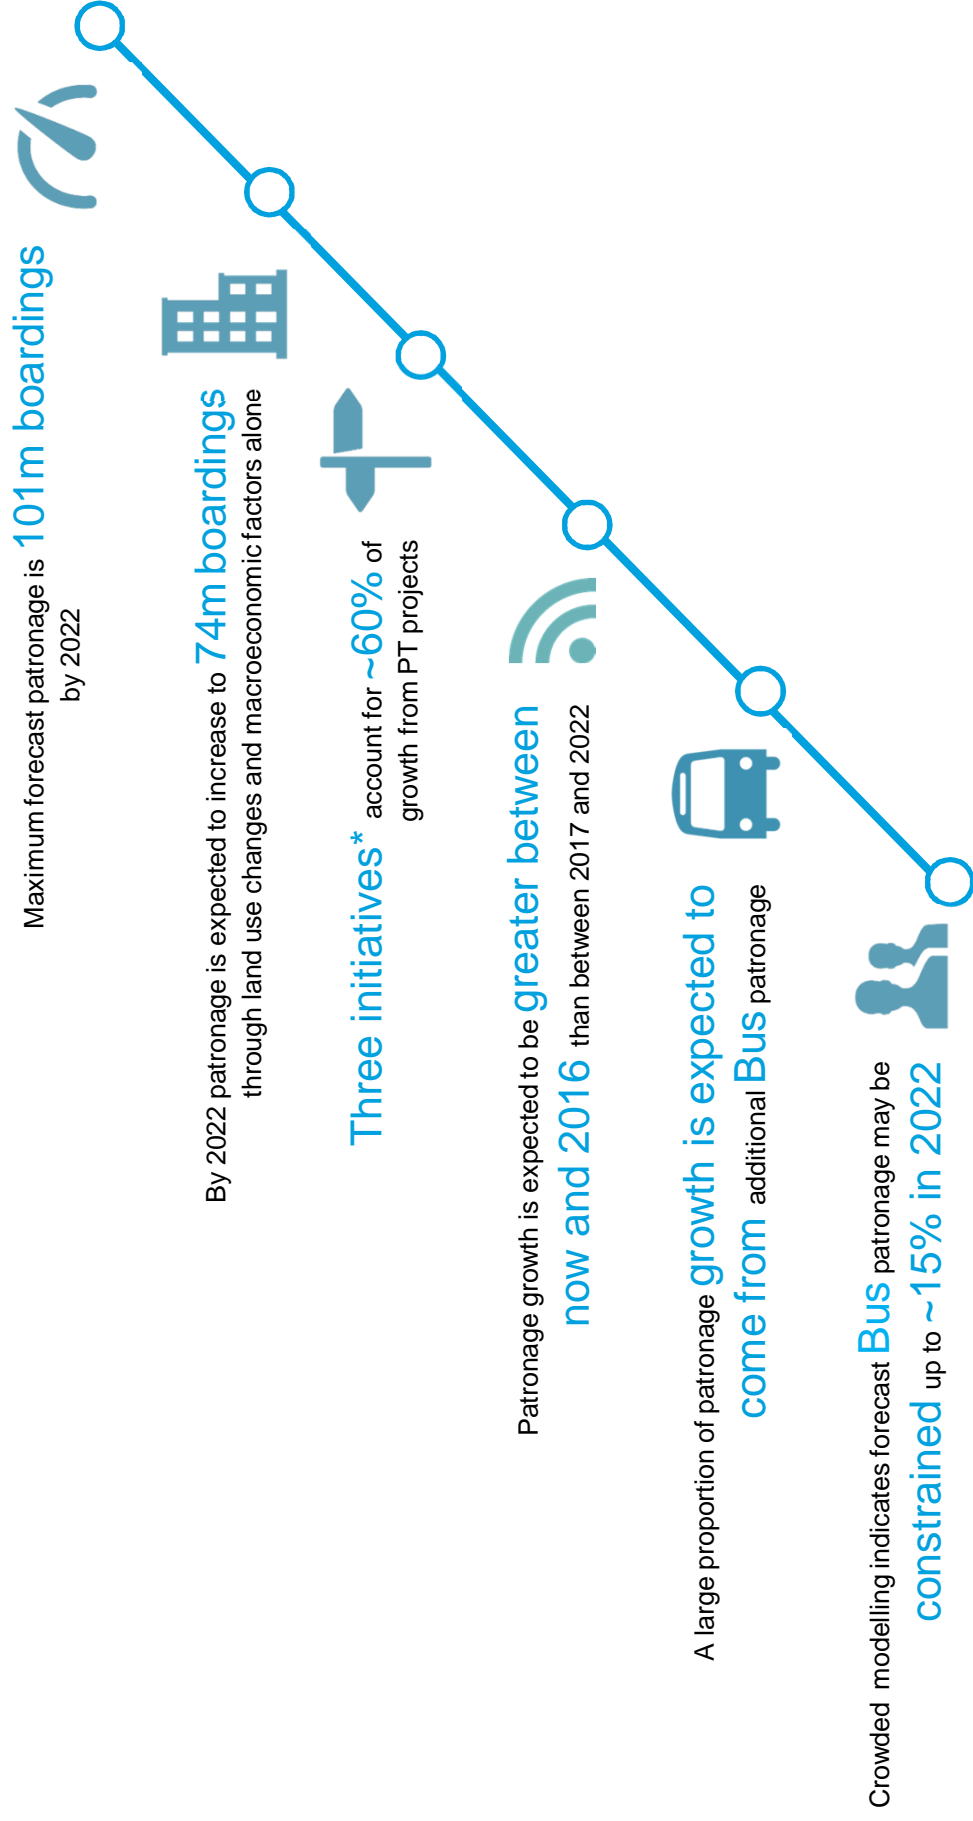 Maximum forecast patronage is 101m boardings
by 2022
By 2022 patronage is expected to increase to 74m boardings
through land use changes and macroeconomic factors alone
Three initiatives* account for ~60% of
growth from PT projects
Patronage growth is expected to be greater between
now and 2016 than between 2017 and 2022
A large proportion of patronage growth is expected to
come from additional Bus patronage
Crowded modelling indicates forecast Bus patronage may be
constrained up to ~15% in 2022